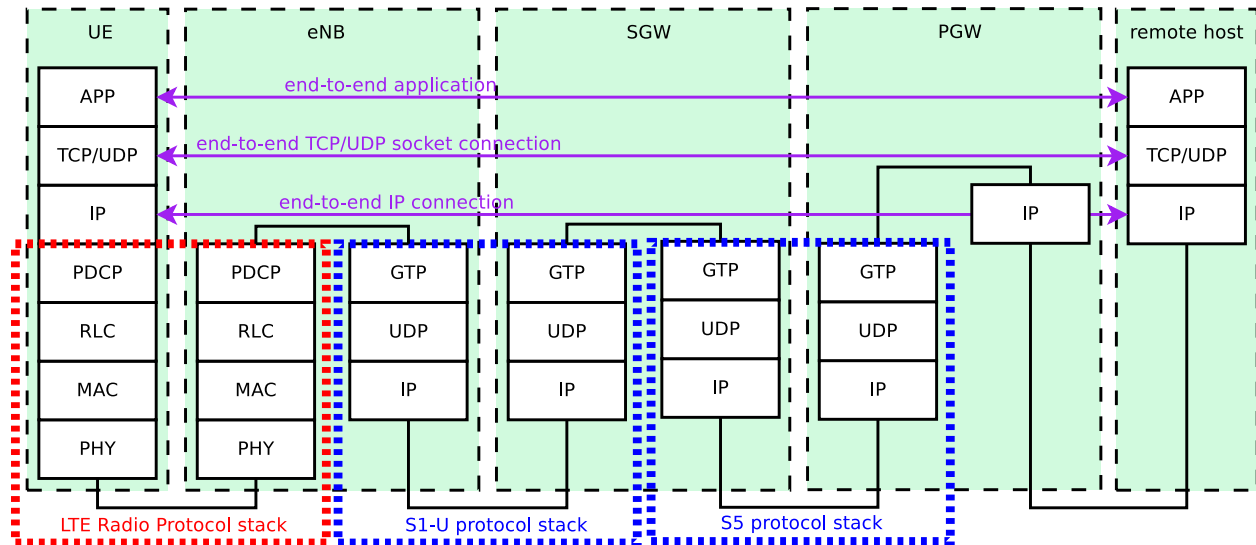 UE
eNB
SGW
PGW
remote host
APP
end-to-end application
APP
TCP/UDP
end-to-end TCP/UDP socket connection
TCP/UDP
IP
end-to-end IP connection
IP
IP
PDCP
PDCP
GTP
GTP
GTP
GTP
RLC
RLC
UDP
UDP
UDP
UDP
MAC
MAC
IP
IP
IP
IP
PHY
PHY
LTE Radio Protocol stack
S1-U protocol stack
S5 protocol stack